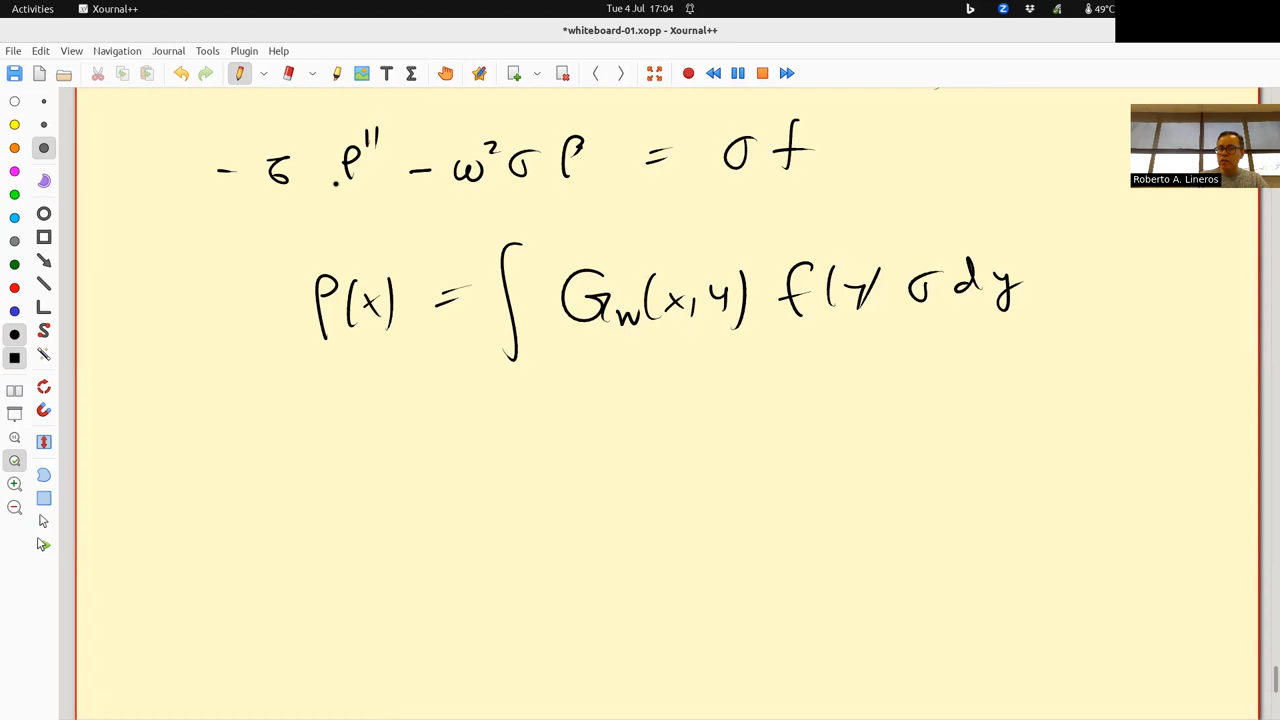 Activities Xournal++ Tue 4 Jul 17:04 49°C
*whiteboard-01.xopp - Xournal++
File Edit View Navigation Journal Tools Plugin Help
- τ ρ'' - ω² σ ρ = σ f
Roberto A. Lineros
ρ(x) = ∫ G_w(x,y) f(y) σ dy